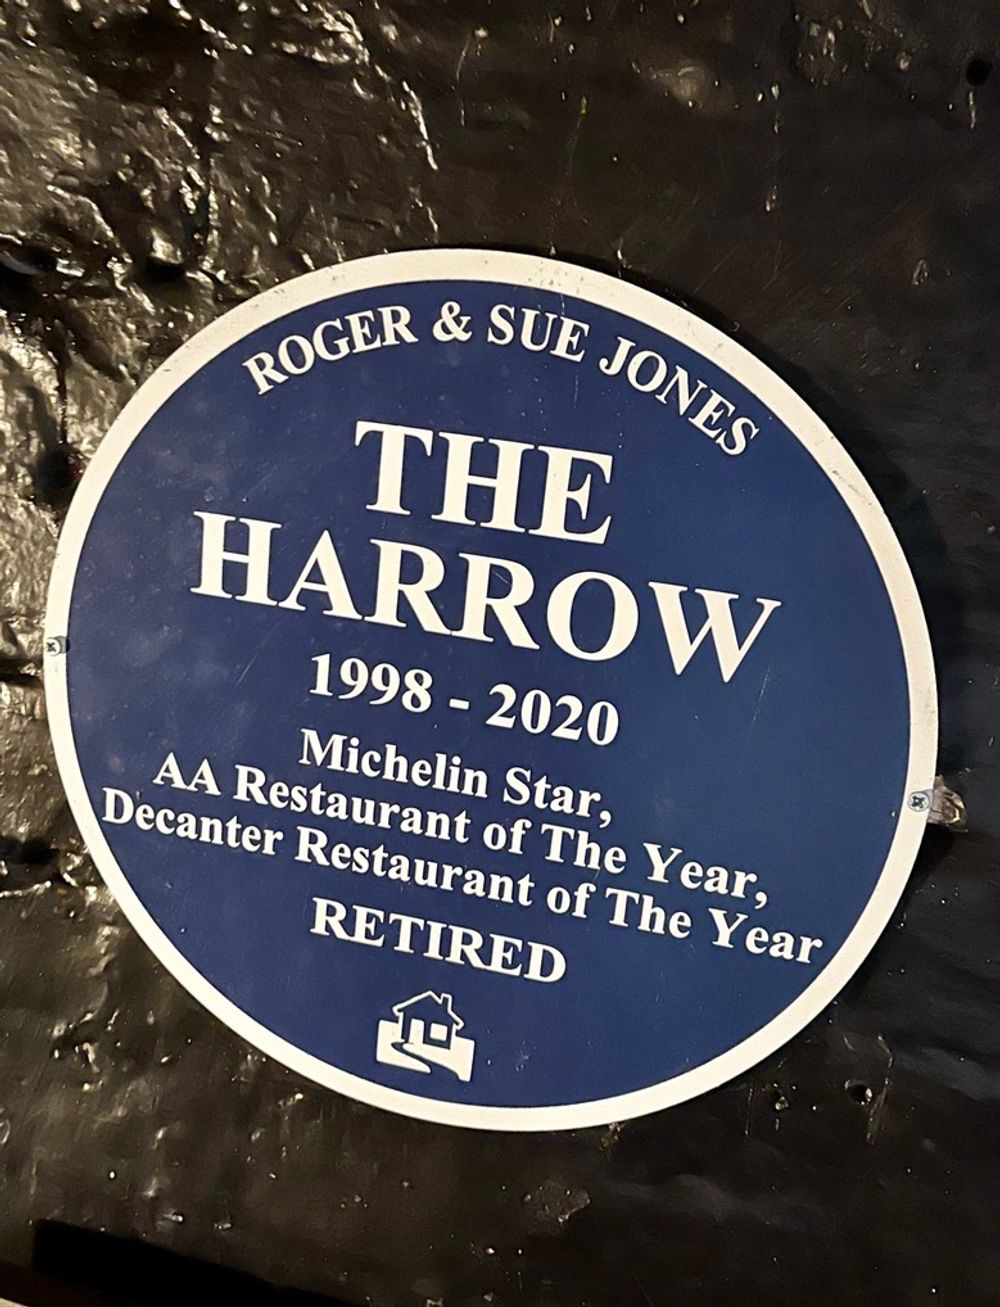 ROGER & SUE JONES
THE
HARROW
1998 - 2020
Michelin Star,
AA Restaurant of The Year,
Decanter Restaurant of The Year
RETIRED